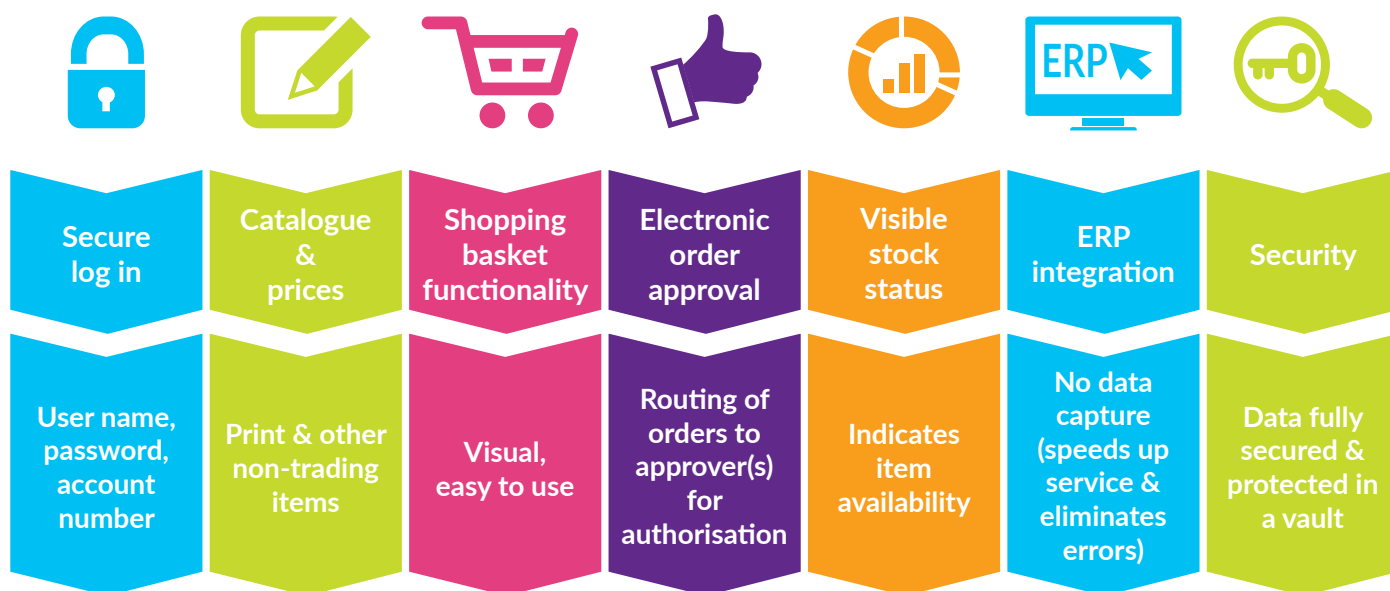 ERP
Secure
log in
Catalogue
&
prices
Shopping
basket
functionality
Electronic
order
approval
Visible
stock
status
ERP
integration
Security
User name,
password,
account
number
Print & other
non-trading
items
Visual,
easy to use
Routing of
orders to
approver(s)
for
authorisation
Indicates
item
availability
No data
capture
(speeds up
service &
eliminates
errors)
Data fully
secured &
protected in
a vault